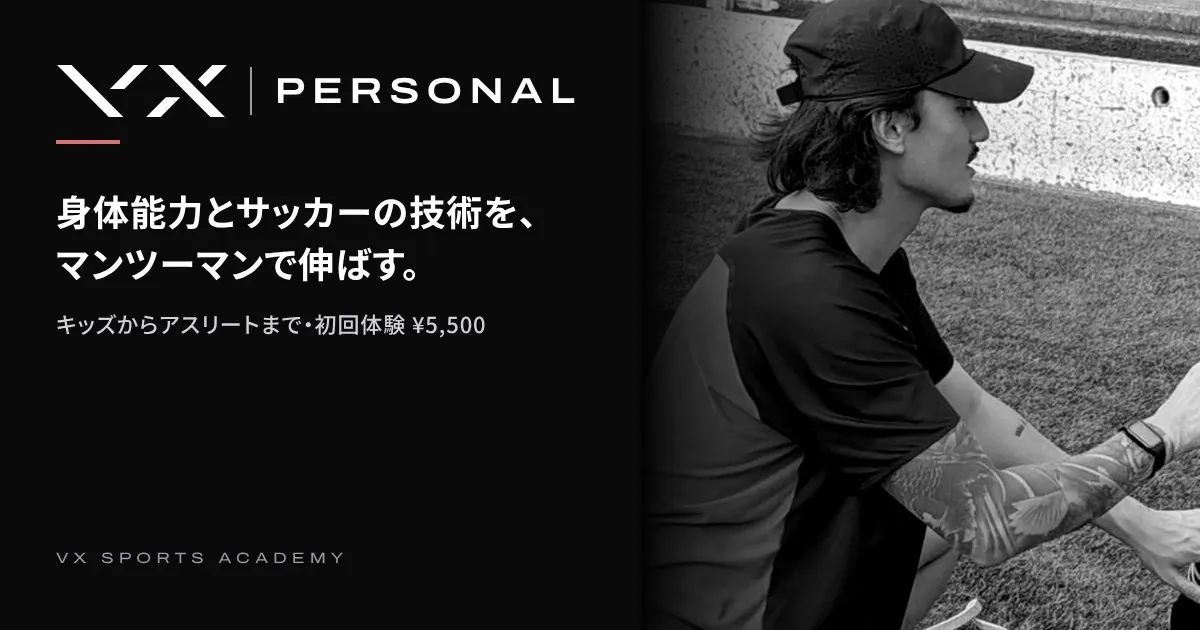 VX | PERSONAL
身体能力とサッカーの技術を、
マンツーマンで伸ばす。
キッズからアスリートまで・初回体験 ¥5,500
VX SPORTS ACADEMY